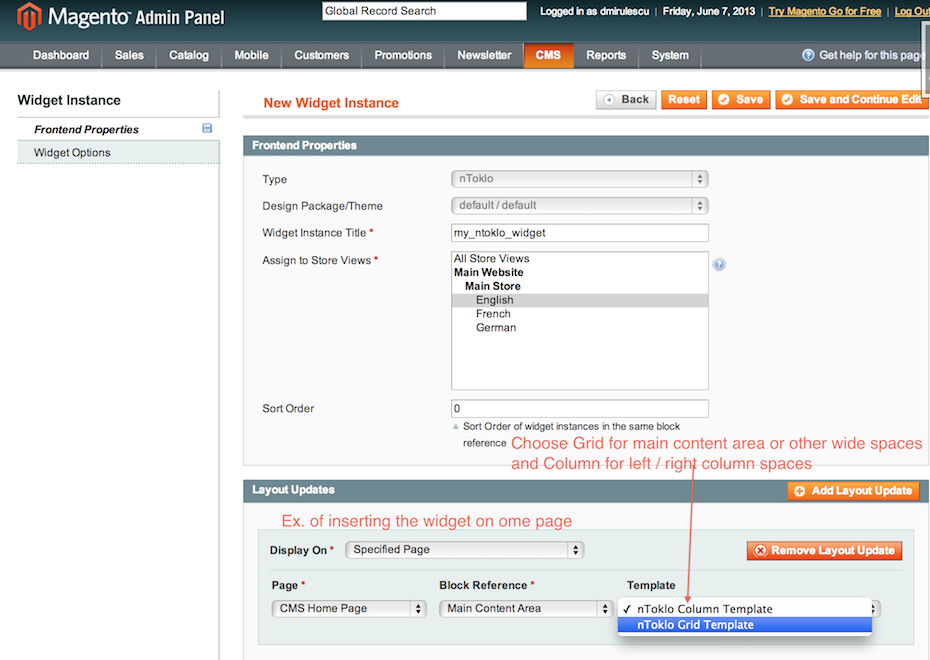 Magento™ Admin Panel
Global Record Search
Logged in as dmirulescu | Friday, June 7, 2013 | Try Magento Go for Free | Log Out
Dashboard Sales Catalog Mobile Customers Promotions Newsletter CMS Reports System Get help for this page
Widget Instance
Frontend Properties
Widget Options
New Widget Instance
Back Reset Save Save and Continue Edit
Frontend Properties
Type nToklo
Design Package/Theme default / default
Widget Instance Title * my_ntoklo_widget
Assign to Store Views * All Store Views
Main Website
Main Store
English
French
German
Sort Order 0
Sort Order of widget instances in the same block
reference
Choose Grid for main content area or other wide spaces
and Column for left / right column spaces
Layout Updates Add Layout Update
Ex. of inserting the widget on ome page
Display On * Specified Page Remove Layout Update
Page * Block Reference * Template
CMS Home Page Main Content Area ✓ nToklo Column Template
nToklo Grid Template